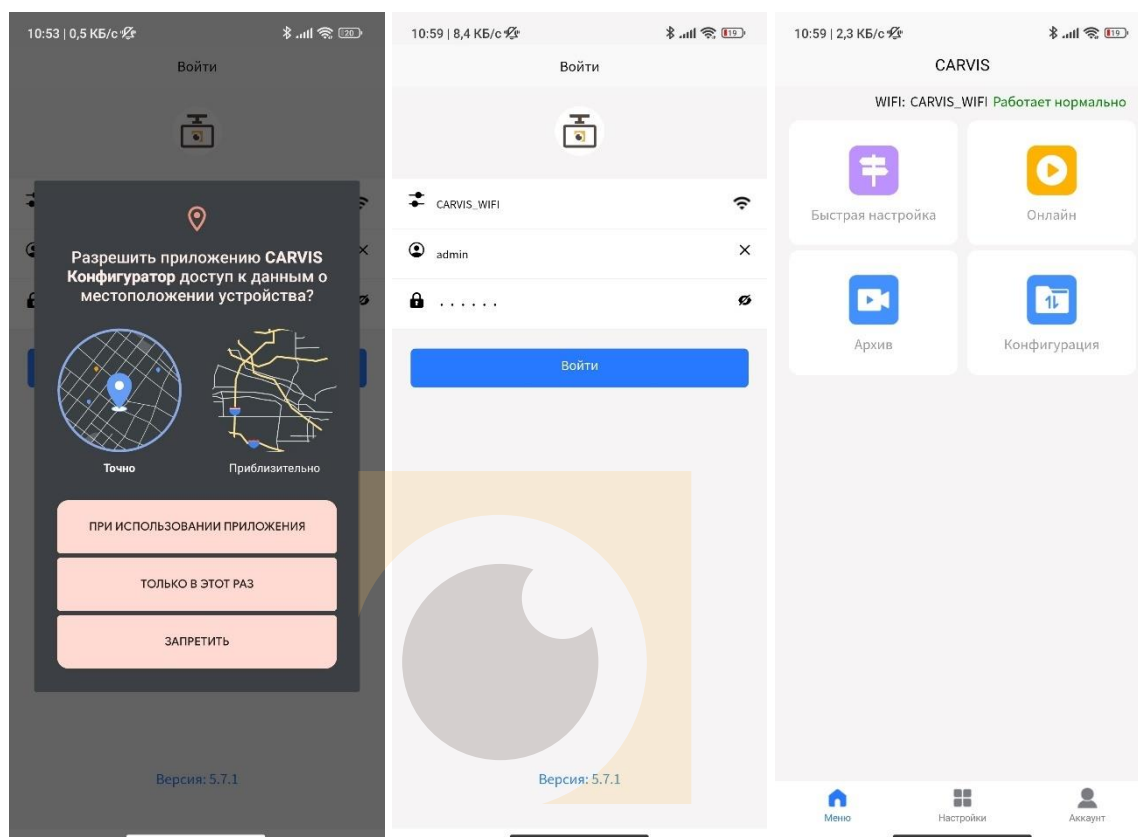 10:53 | 0,5 КБ/с
20
Войти
Разрешить приложению CARVIS
Конфигуратор доступ к данным о
местоположении устройства?
Точно
Приблизительно
ПРИ ИСПОЛЬЗОВАНИИ ПРИЛОЖЕНИЯ
ТОЛЬКО В ЭТОТ РАЗ
ЗАПРЕТИТЬ
Версия: 5.7.1
10:59 | 8,4 КБ/с
19
Войти
CARVIS_WIFI
admin
Войти
Версия: 5.7.1
10:59 | 2,3 КБ/с
19
CARVIS
WIFI: CARVIS_WIFI Работает нормально
Быстрая настройка
Онлайн
Архив
Конфигурация
Меню
Настройки
Аккаунт